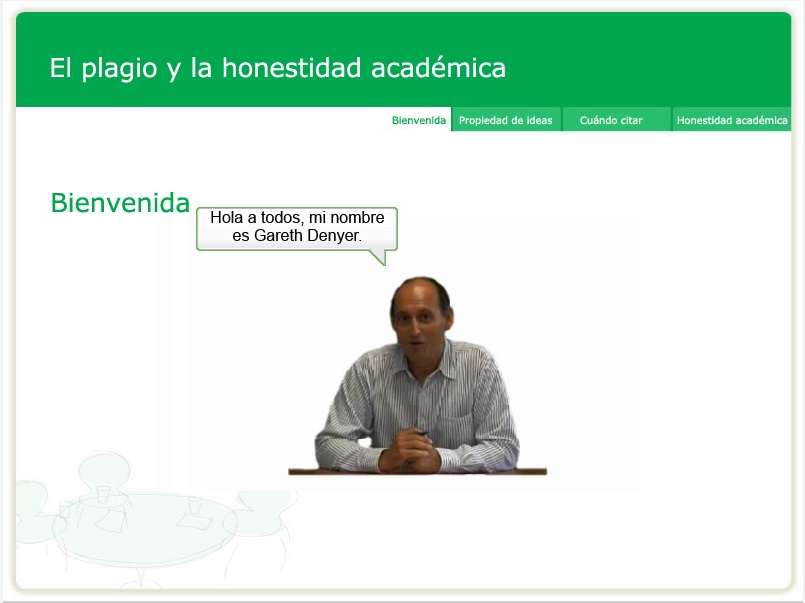 El plagio y la honestidad académica
Bienvenida
Propiedad de ideas
Cuándo citar
Honestidad académica
Bienvenida
Hola a todos, mi nombre
es Gareth Denyer.